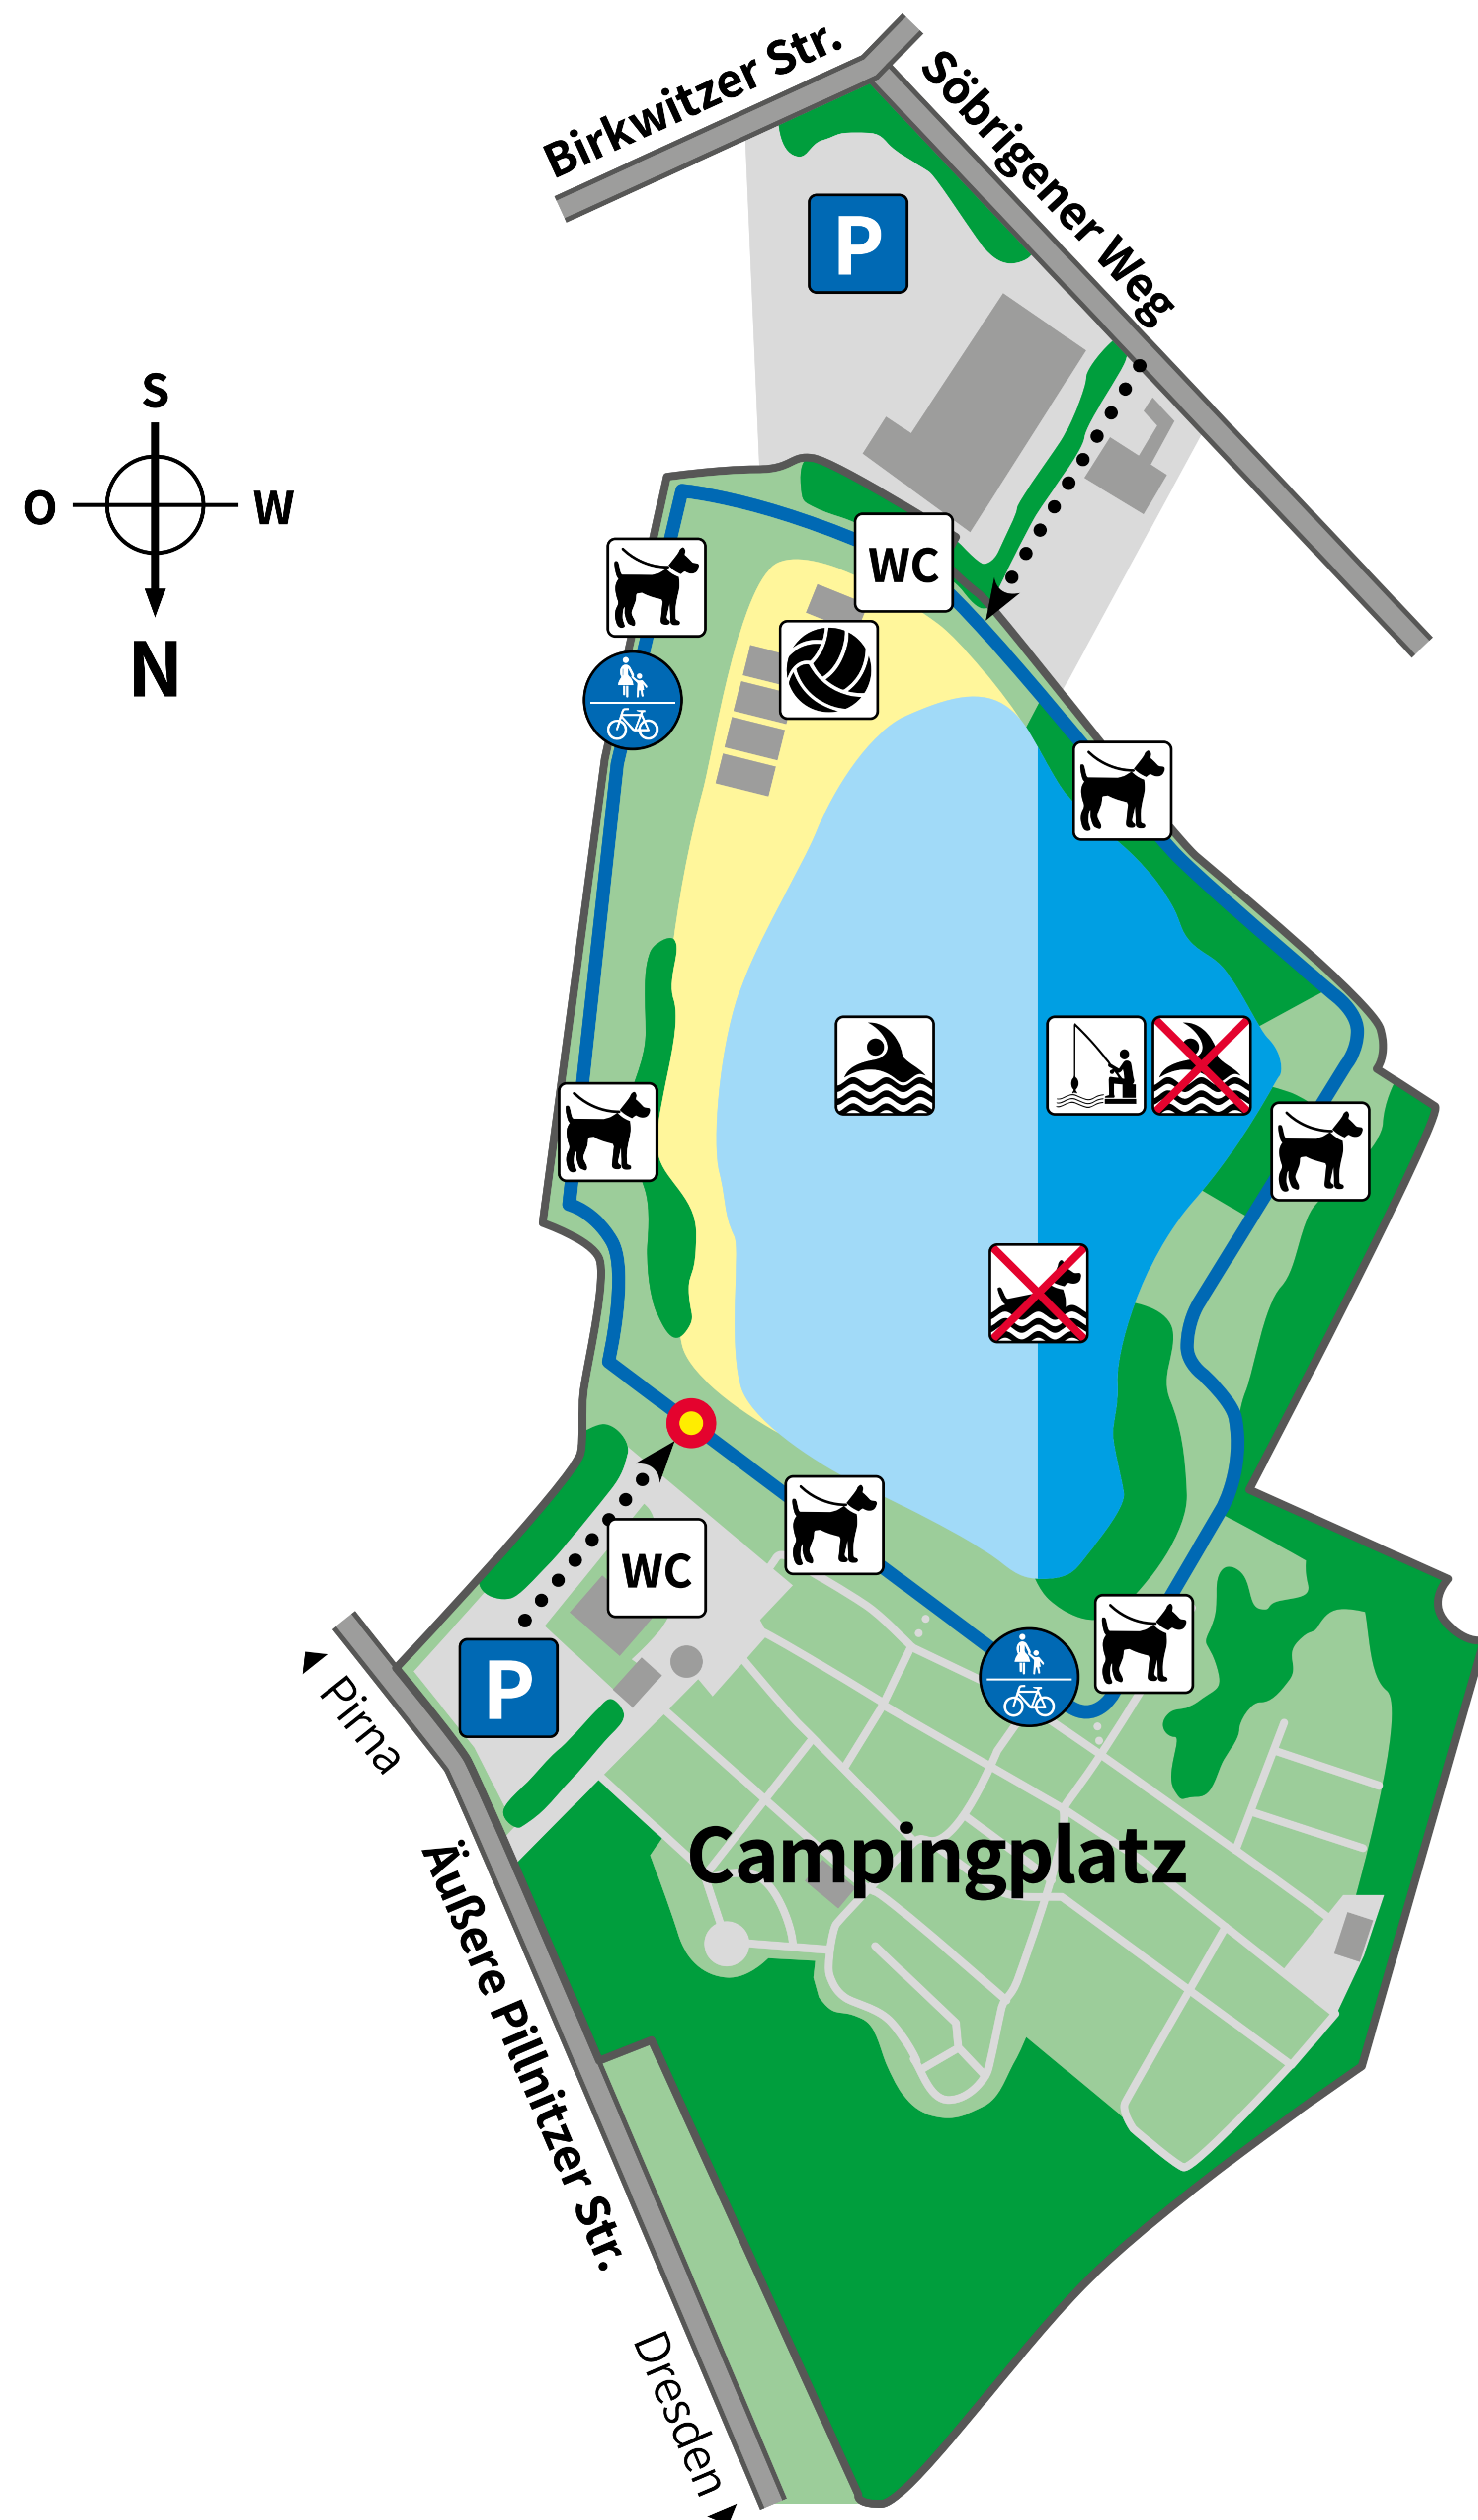 Birkwitzer Str.
Söbrigener Weg
P
S
O
W
N
WC
WC
P
Pirna
Campingplatz
Äußere Pillnitzer Str.
Dresden